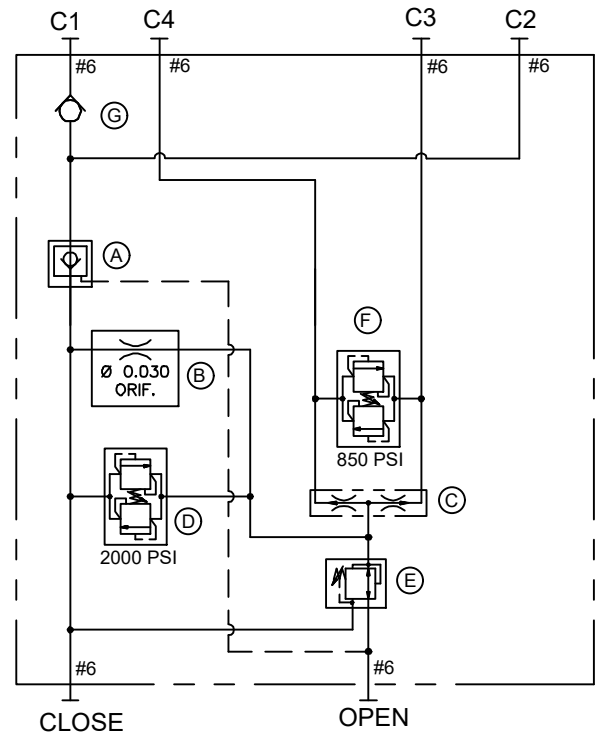 C1 C4 C3 C2
#6 #6 #6 #6
G
A
F
Ø 0.030
ORIF.
B
850 PSI
C
D
2000 PSI
E
#6 #6
CLOSE OPEN